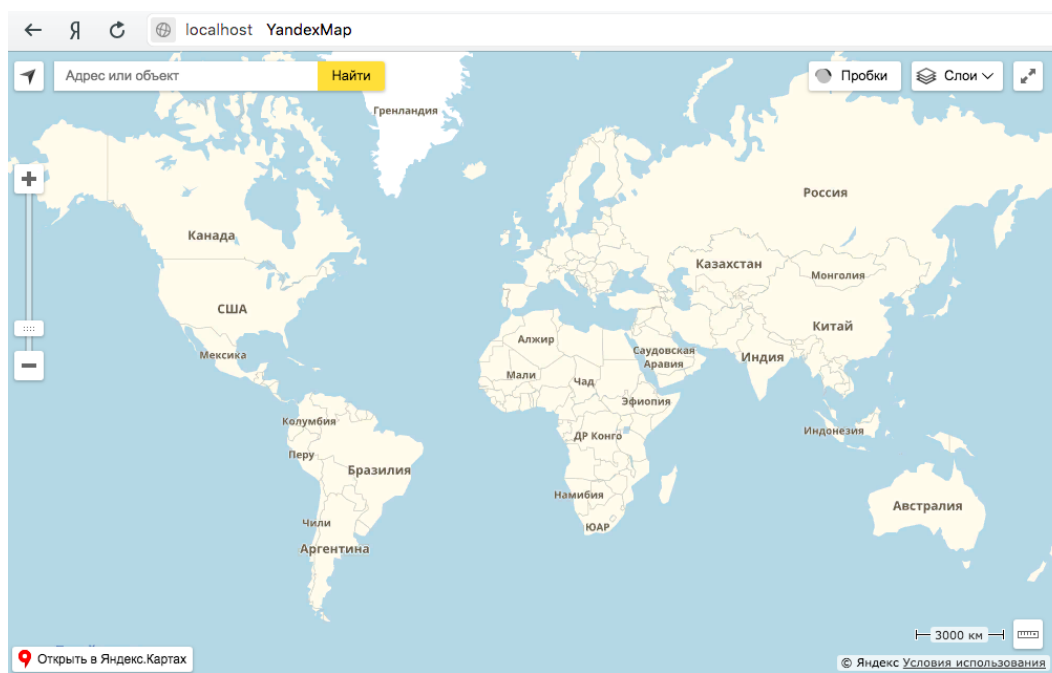 Я localhost YandexMap
Адрес или объект Найти Пробки Слои
Гренландия
Россия
Канада
Казахстан
Монголия
США
Китай
Алжир
Мексика
Саудовская
Аравия
Индия
Мали
Чад
Эфиопия
Колумбия
Индонезия
ДР Конго
Перу
Бразилия
Намибия
Австралия
Чили
ЮАР
Аргентина
3000 км
Открыть в Яндекс.Картах
© Яндекс Условия использования